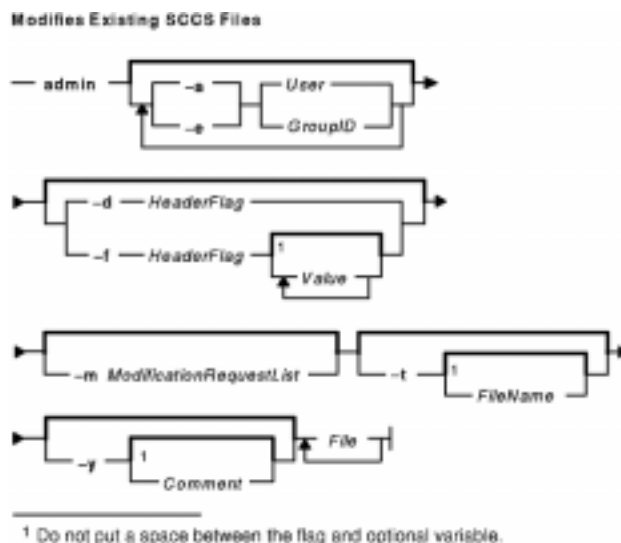 Modifies Existing SCCS Files
admin -a User
-e GroupID
-d HeaderFlag
-f HeaderFlag 1
Value
-m ModificationRequestList -t 1
FileName
-y 1 File
Comment
1 Do not put a space between the flag and optional variable.